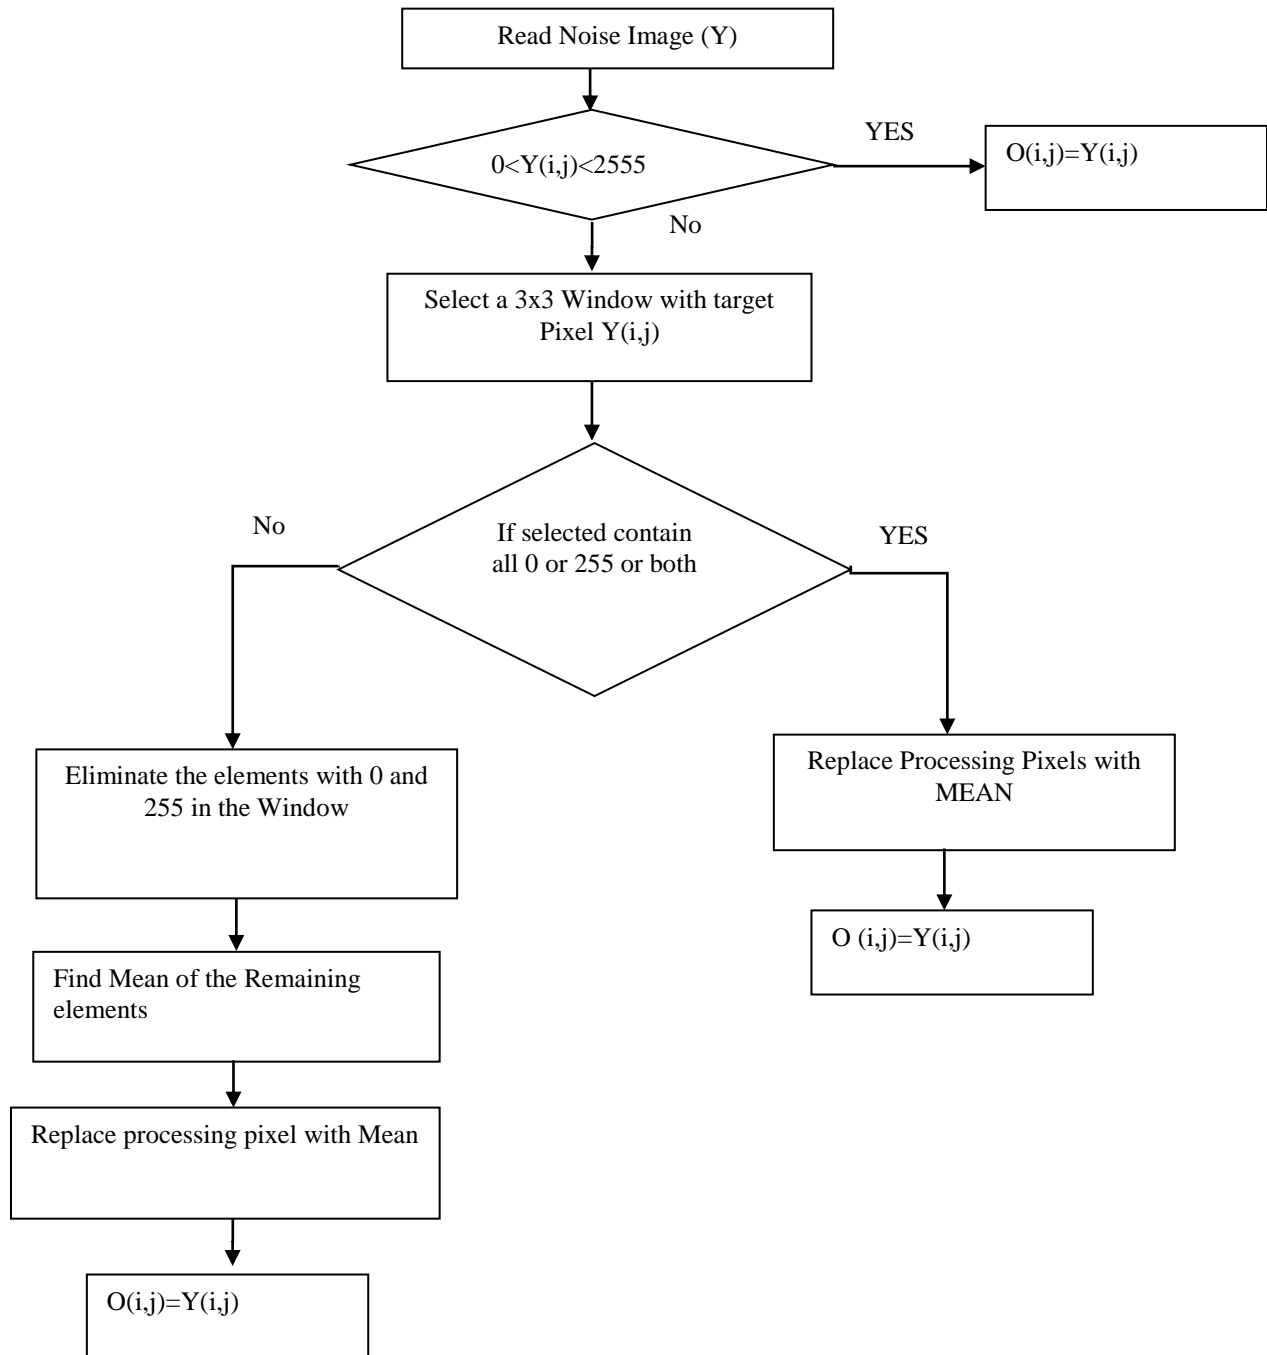 Read Noise Image (Y)
YES
O(i,j)=Y(i,j)
0<Y(i,j)<2555
No
Select a 3x3 Window with target
Pixel Y(i,j)
No
If selected contain
all 0 or 255 or both
YES
Eliminate the elements with 0 and
255 in the Window
Replace Processing Pixels with
MEAN
O (i,j)=Y(i,j)
Find Mean of the Remaining
elements
Replace processing pixel with Mean
O(i,j)=Y(i,j)